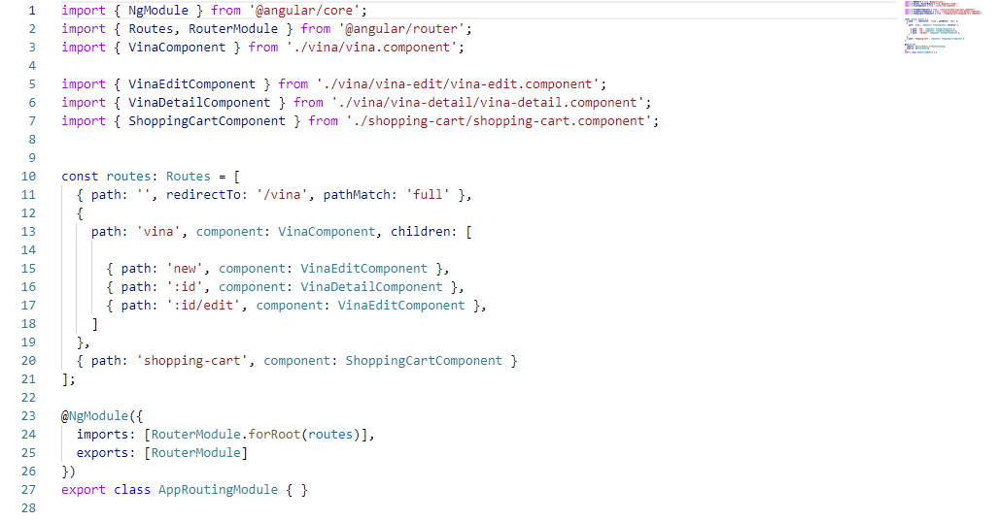 1 import { NgModule } from '@angular/core';
2 import { Routes, RouterModule } from '@angular/router';
3 import { VinaComponent } from './vina/vina.component';
4
5 import { VinaEditComponent } from './vina/vina-edit/vina-edit.component';
6 import { VinaDetailComponent } from './vina/vina-detail/vina-detail.component';
7 import { ShoppingCartComponent } from './shopping-cart/shopping-cart.component';
8
9
10 const routes: Routes = [
11   { path: '', redirectTo: '/vina', pathMatch: 'full' },
12   {
13     path: 'vina', component: VinaComponent, children: [
14
15       { path: 'new', component: VinaEditComponent },
16       { path: ':id', component: VinaDetailComponent },
17       { path: ':id/edit', component: VinaEditComponent },
18     ]
19   },
20   { path: 'shopping-cart', component: ShoppingCartComponent }
21 ];
22
23 @NgModule({
24   imports: [RouterModule.forRoot(routes)],
25   exports: [RouterModule]
26 })
27 export class AppRoutingModule { }
28